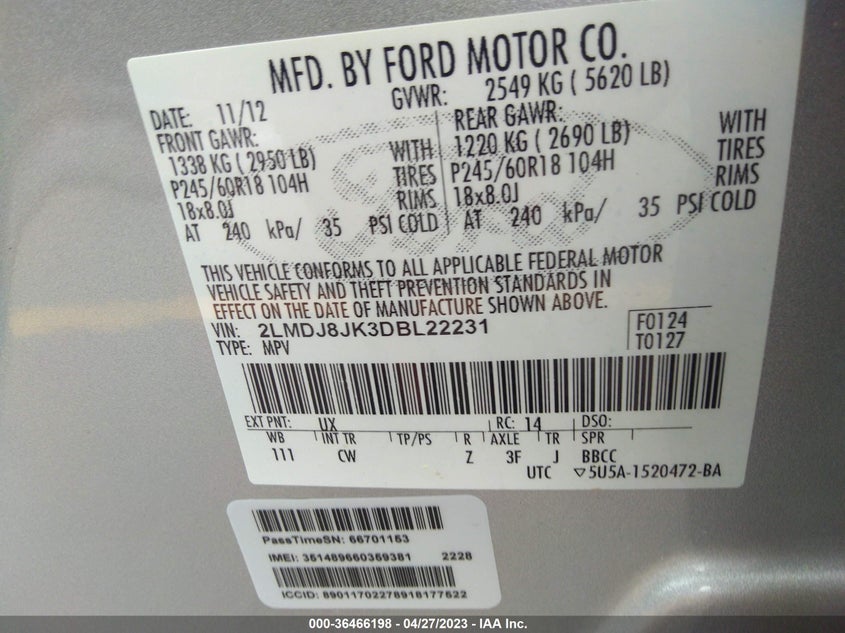 MFD. BY FORD MOTOR CO.
DATE: 11/12 GVWR: 2549 KG ( 5620 LB)
FRONT GAWR: REAR GAWR:
1338 KG (2950 LB) WITH 1220 KG ( 2690 LB) WITH
P245/60R18 104H TIRES P245/60R18 104H TIRES
18x8.0J RIMS 18x8.0J RIMS
AT 240 kPa/ 35 PSI COLD AT 240 kPa/ 35 PSI COLD
THIS VEHICLE CONFORMS TO ALL APPLICABLE FEDERAL MOTOR
VEHICLE SAFETY AND THEFT PREVENTION STANDARDS IN
EFFECT ON THE DATE OF MANUFACTURE SHOWN ABOVE.
VIN: 2LMDJ8JK3DBL22231 F0124
TYPE: MPV T0127
EXT PNT: UX RC: 14 DSO:
WB INT TR TP/PS R AXLE TR SPR
111 CW Z 3F J BBCC
UTC ▽5U5A-1520472-BA
PassTimeSN: 66701153
IMEI: 351489660359381 2228
ICCID: 89011702278918177522
000-36466198 - 04/27/2023 - IAA Inc.